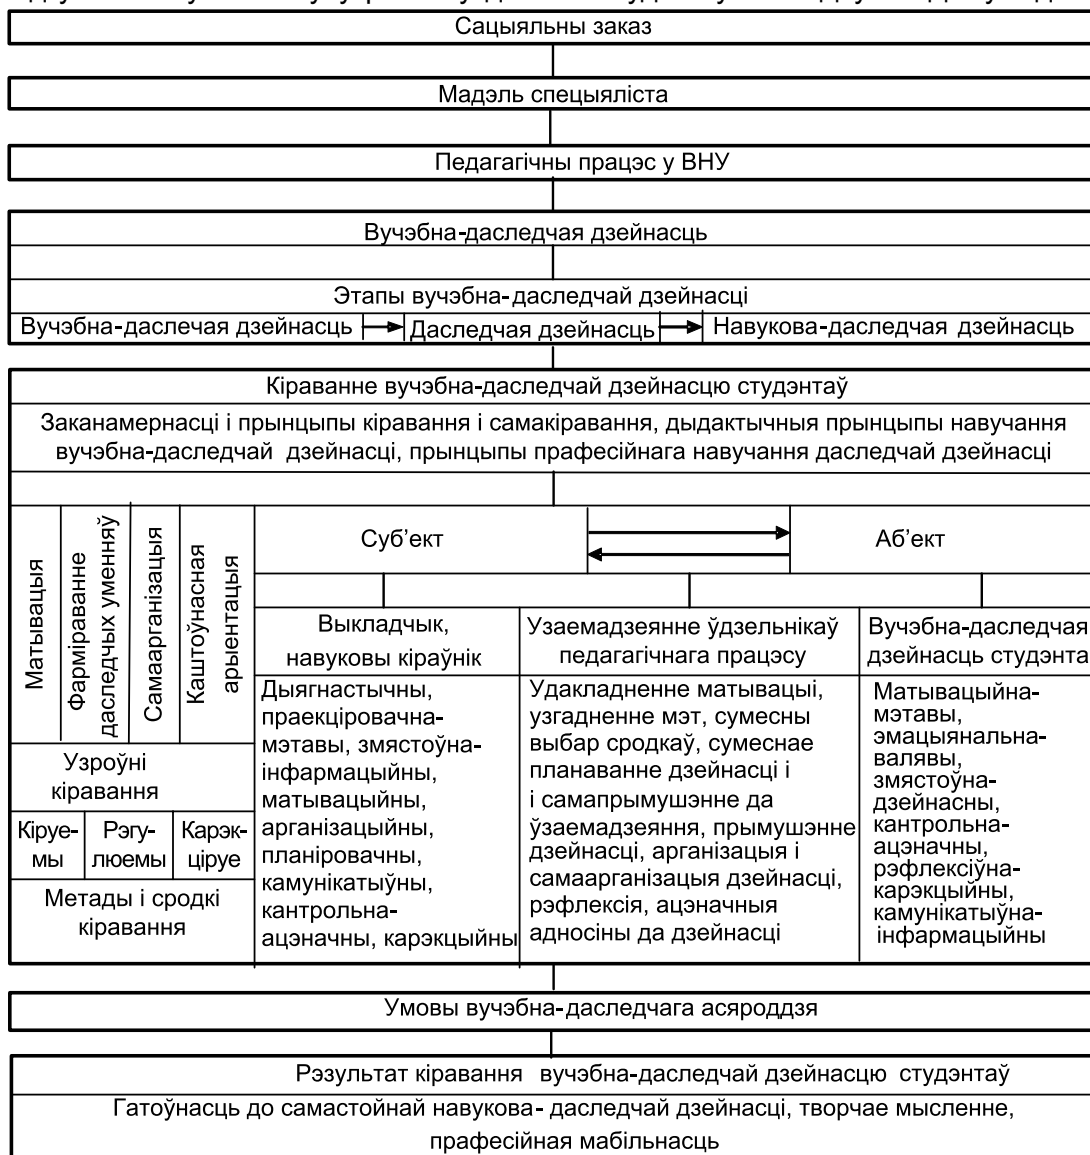 Сацыяльны заказ
Мадэль спецыяліста
Педагагічны працэс у ВНУ
Вучэбна-даследчая дзейнасць
Этапы вучэбна-даследчай дзейнасці
Вучэбна-даслечая дзейнасць
Даследчая дзейнасць
Навукова-даследчая дзейнасць
Кіраванне вучэбна-даследчай дзейнасцю студэнтаў
Заканамернасці і прынцыпы кіравання і самакіравання, дыдактычныя прынцыпы навучання
вучэбна-даследчай дзейнасці, прынцыпы прафесійнага навучання даследчай дзейнасці
Матывацыя
Фарміраванне
даследчых уменняў
Самаарганізацыя
Каштоўнасная
арыентацыя
Узроўні
кіравання
Кіруе-
мы
Рэгу-
люемы
Карэк-
ціруе
Метады і сродкі
кіравання
Суб’ект
Аб’ект
Выкладчык,
навуковы кіраўнік
Дыягнастычны,
праекціровачна-
мэтавы, змястоўна-
інфармацыйны,
матывацыйны,
арганізацыйны,
планіровачны,
камунікатыўны,
кантрольна-
ацэначны, карэкцыйны
Узаемадзеянне ўдзельнікаў
педагагічнага працэсу
Удакладненне матывацыі,
узгадненне мэт, сумесны
выбар сродкаў, сумеснае
планаванне дзейнасці і
і самапрымушэнне да
ўзаемадзеяння, прымушэнне
дзейнасці, арганізацыя і
самаарганізацыя дзейнасці,
рэфлексія, ацэначныя
адносіны да дзейнасці
Вучэбна-даследчая
дзейнасць студэнта
Матывацыйна-
мэтавы,
эмацыянальна-
валявы,
змястоўна-
дзейнасны,
кантрольна-
ацэначны,
рэфлексіўна-
карэкцыйны,
камунікатыўна-
інфармацыйны
Умовы вучэбна-даследчага асяроддзя
Рэзультат кіравання вучэбна-даследчай дзейнасцю студэнтаў
Гатоўнасць до самастойнай навукова- даследчай дзейнасці, творчае мысленне,
прафесійная мабільнасць